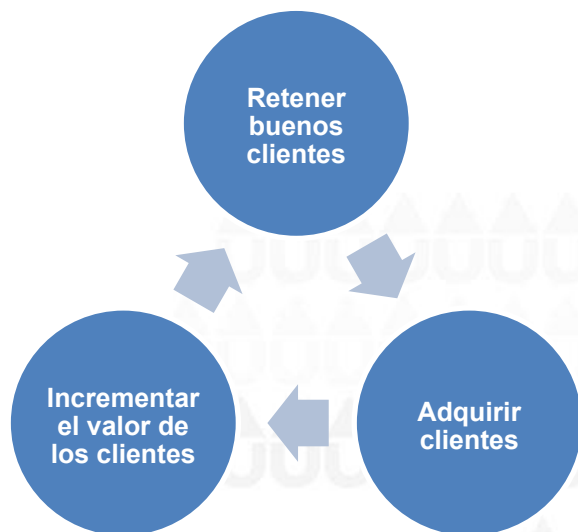 Retener
buenos
clientes
Incrementar
el valor de
los clientes
Adquirir
clientes